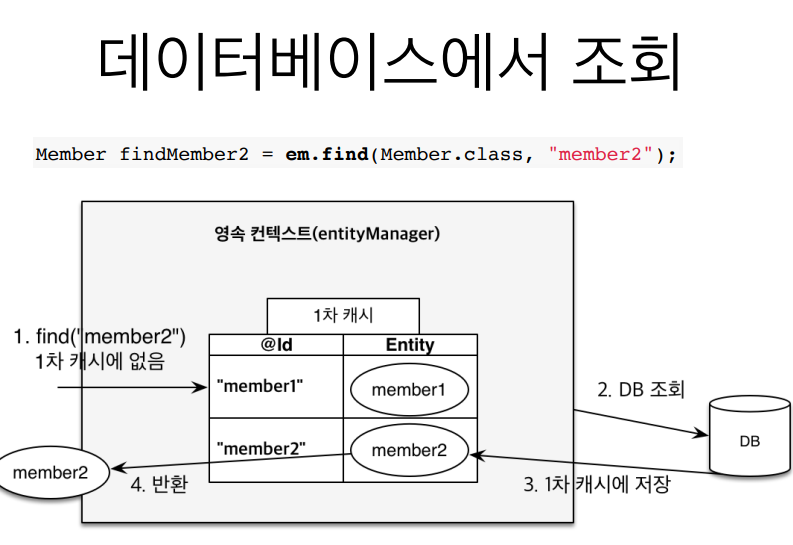 데이터베이스에서 조회
Member findMember2 = em.find(Member.class, "member2");
영속 컨텍스트(entityManager)
1차 캐시
1. find("member2")
1차 캐시에 없음
@Id
Entity
"member1"
member1
2. DB 조회
DB
"member2"
member2
member2
4. 반환
3. 1차 캐시에 저장